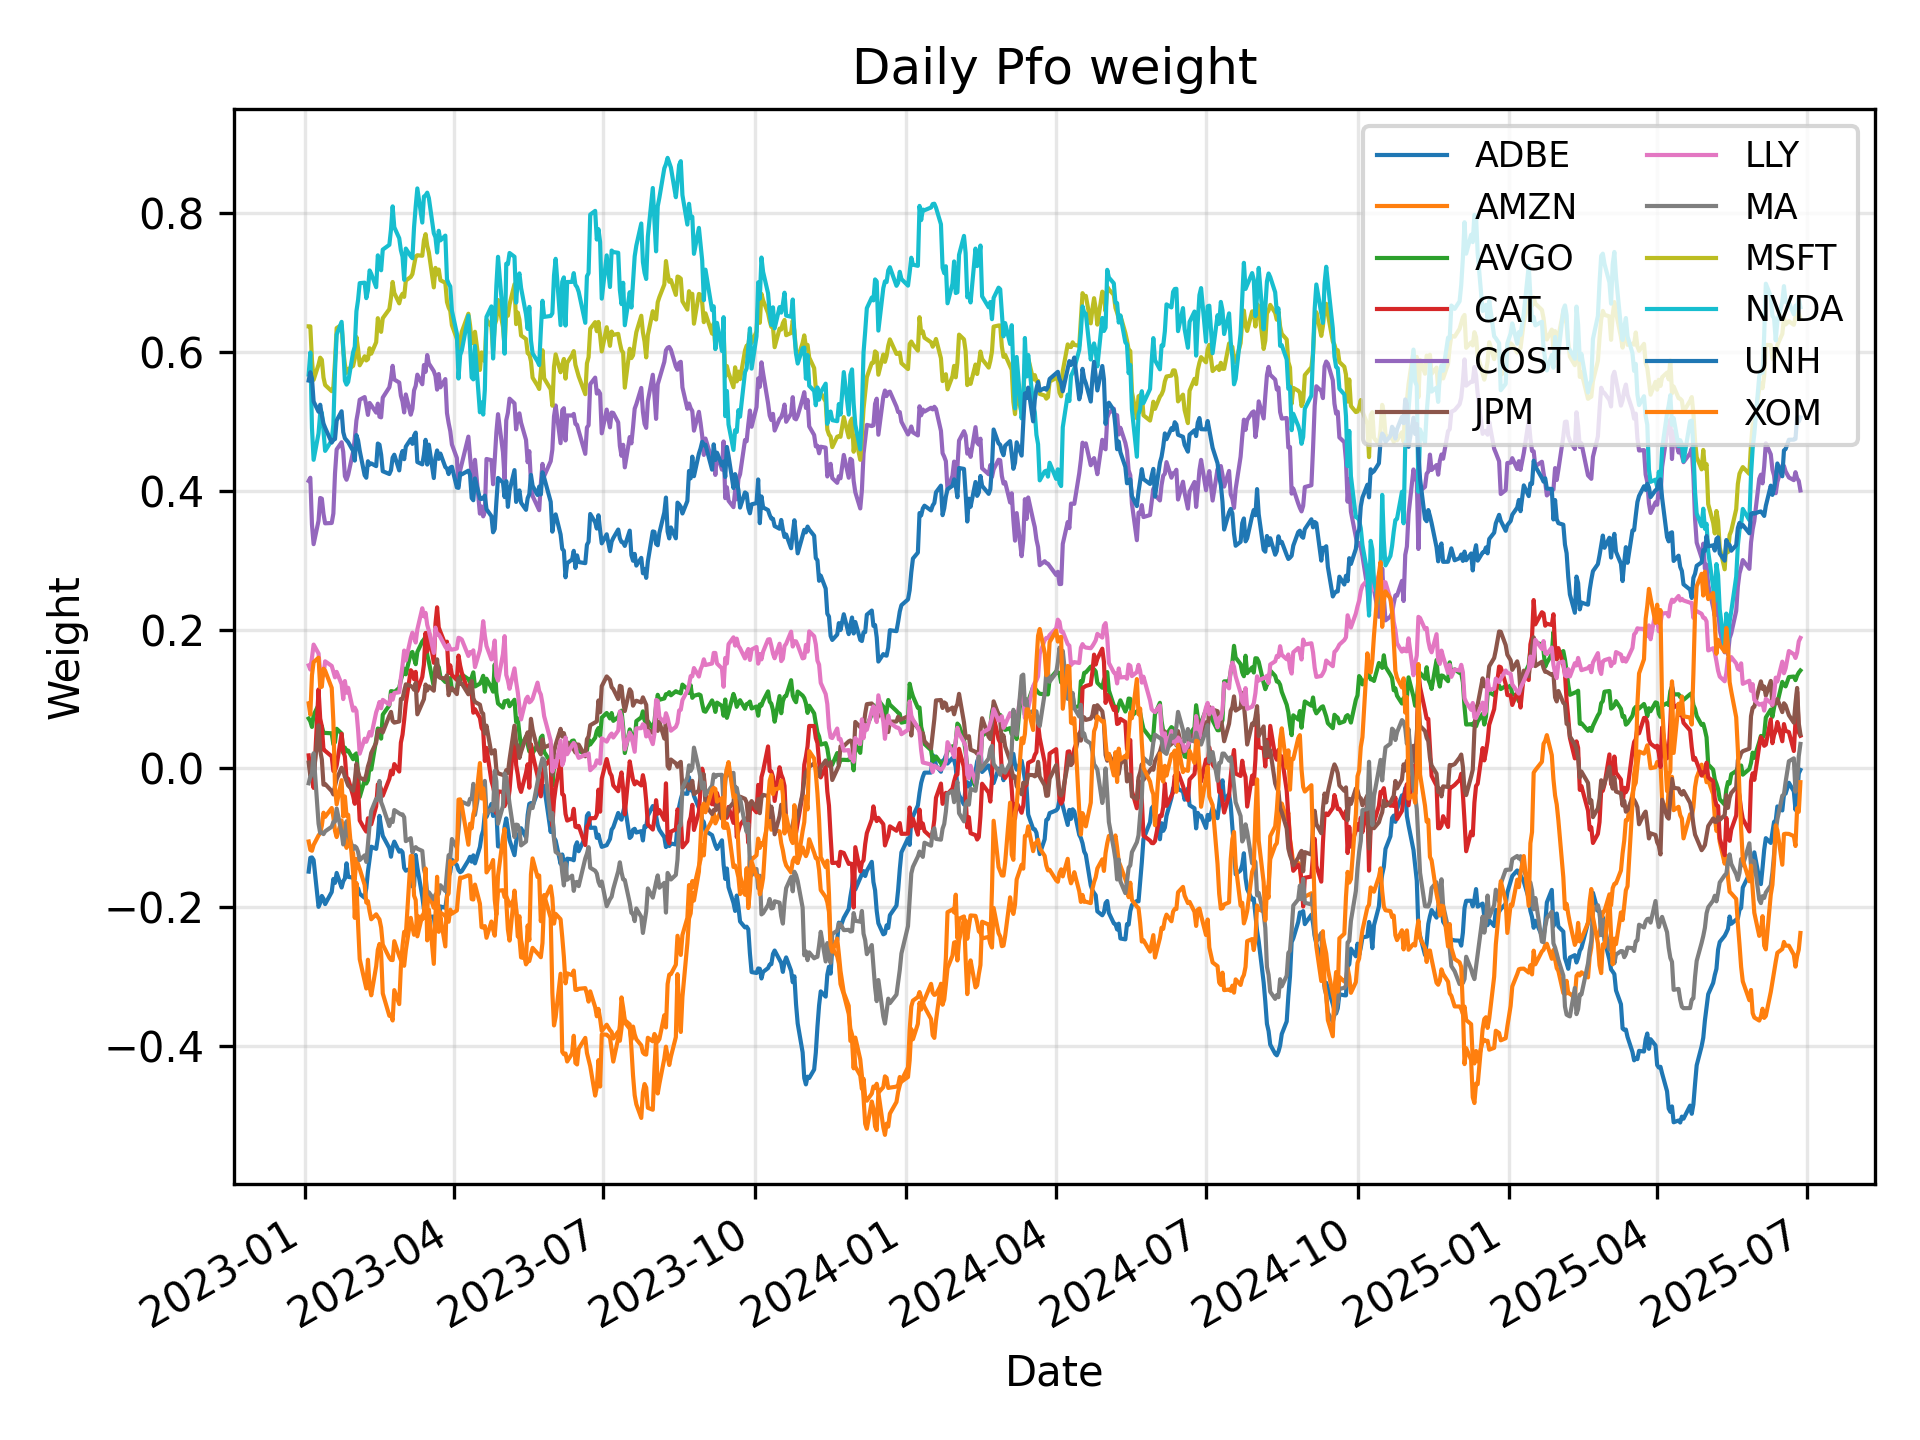 Daily Pfo weight
ADBE
AMZN
AVGO
CAT
COST
JPM
LLY
MA
MSFT
NVDA
UNH
XOM
Weight
0.8
0.6
0.4
0.2
0.0
−0.2
−0.4
2023-01
2023-04
2023-07
2023-10
2024-01
2024-04
2024-07
2024-10
2025-01
2025-04
2025-07
Date